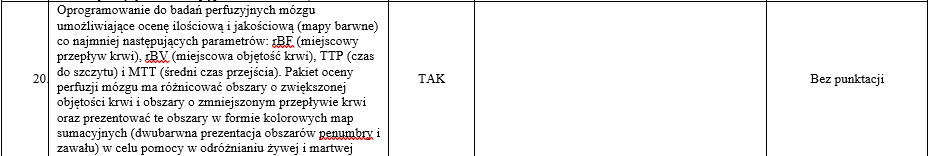 Oprogramowanie do badań perfuzyjnych mózgu
umożliwiające ocenę ilościową i jakościową (mapy barwne)
co najmniej następujących parametrów: rBF (miejscowy
przepływ krwi), rBV (miejscowa objętość krwi), TTP (czas
do szczytu) i MTT (średni czas przejścia). Pakiet oceny
perfuzji mózgu ma różnicować obszary o zwiększonej
20. objętości krwi i obszary o zmniejszonym przepływie krwi TAK Bez punktacji
oraz prezentować te obszary w formie kolorowych map
sumacyjnych (dwubarwna prezentacja obszarów penumbry i
zawału) w celu pomocy w odróżnianiu żywej i martwej